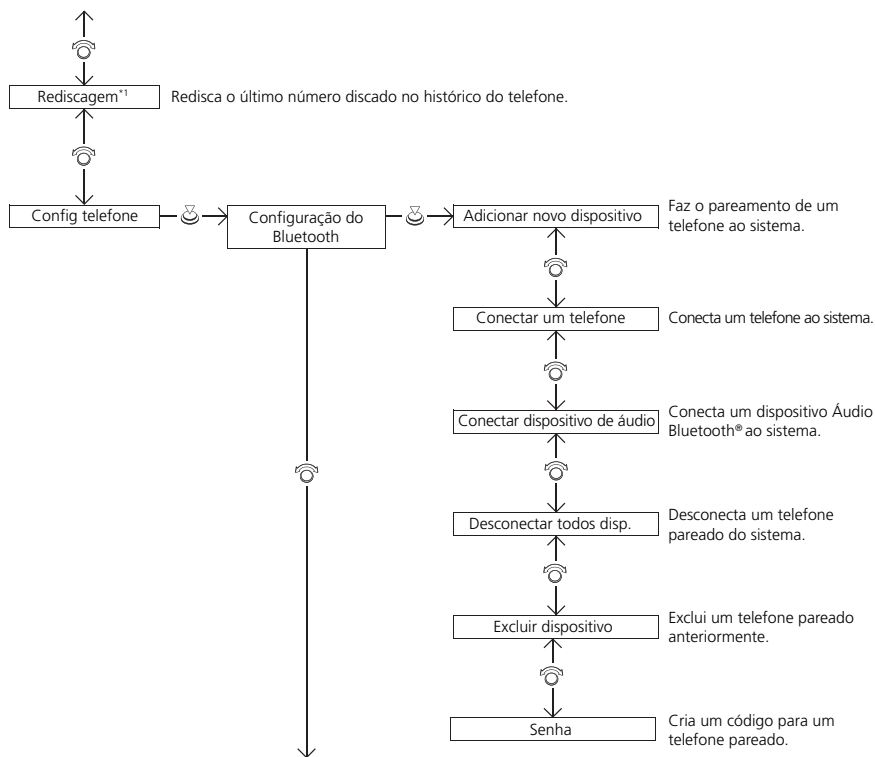 Rediscagem*1 Redisca o último número discado no histórico do telefone.
Config telefone
Configuração do
Bluetooth
Adicionar novo dispositivo
Faz o pareamento de um
telefone ao sistema.
Conectar um telefone
Conecta um telefone ao sistema.
Conectar dispositivo de áudio
Conecta um dispositivo Áudio
Bluetooth® ao sistema.
Desconectar todos disp.
Desconecta um telefone
pareado do sistema.
Excluir dispositivo
Exclui um telefone pareado
anteriormente.
Senha
Cria um código para um
telefone pareado.